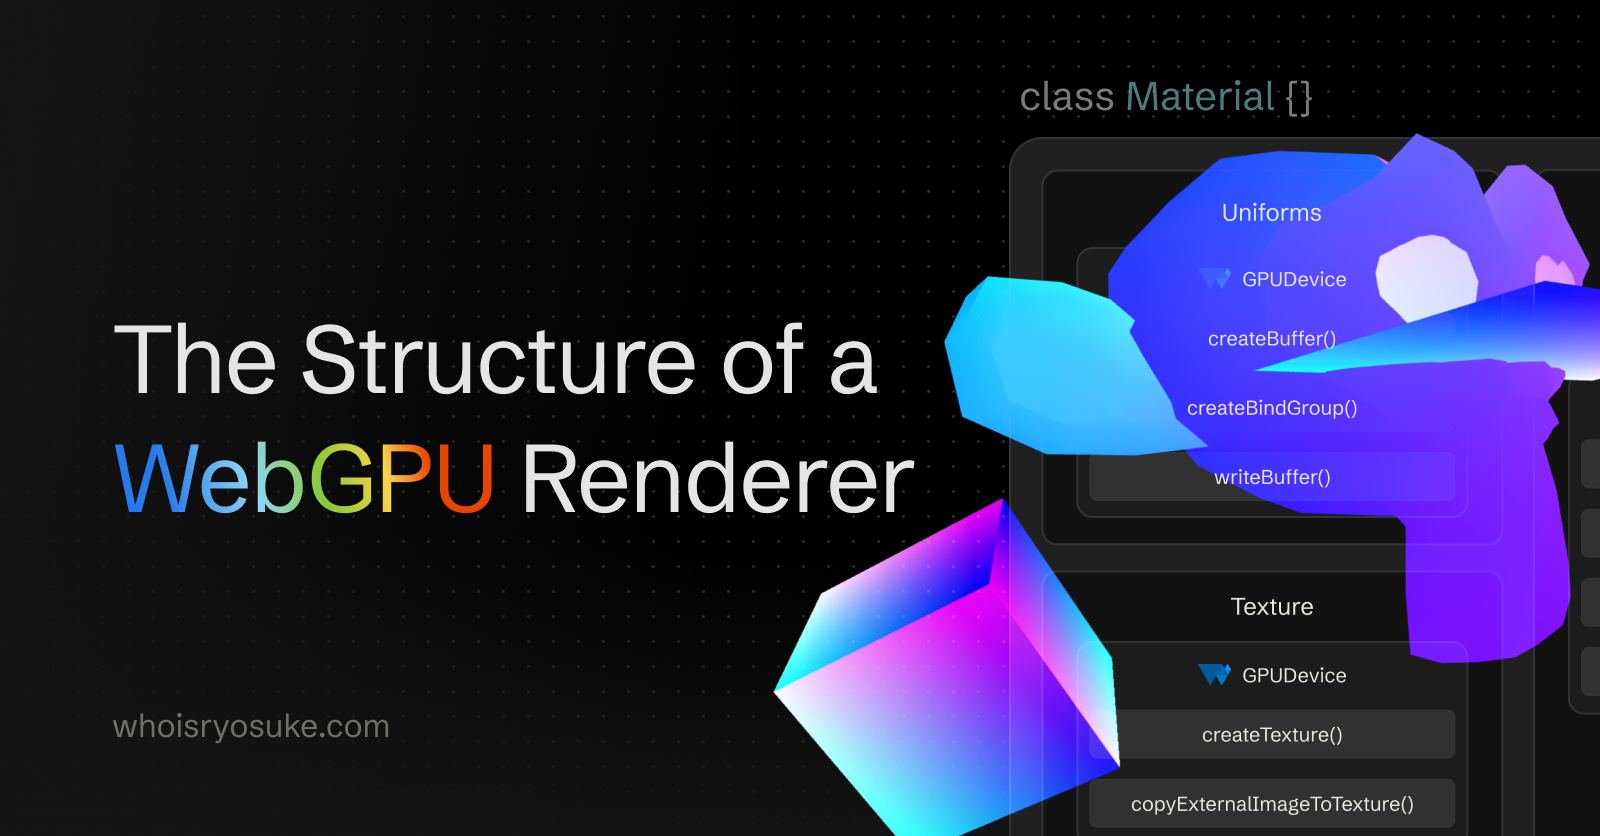 class Material {}
The Structure of a
WebGPU Renderer
whoisryosuke.com
Uniforms
GPUDevice
createBuffer()
createBindGroup()
writeBuffer()
Texture
GPUDevice
createTexture()
copyExternalImageToTexture()